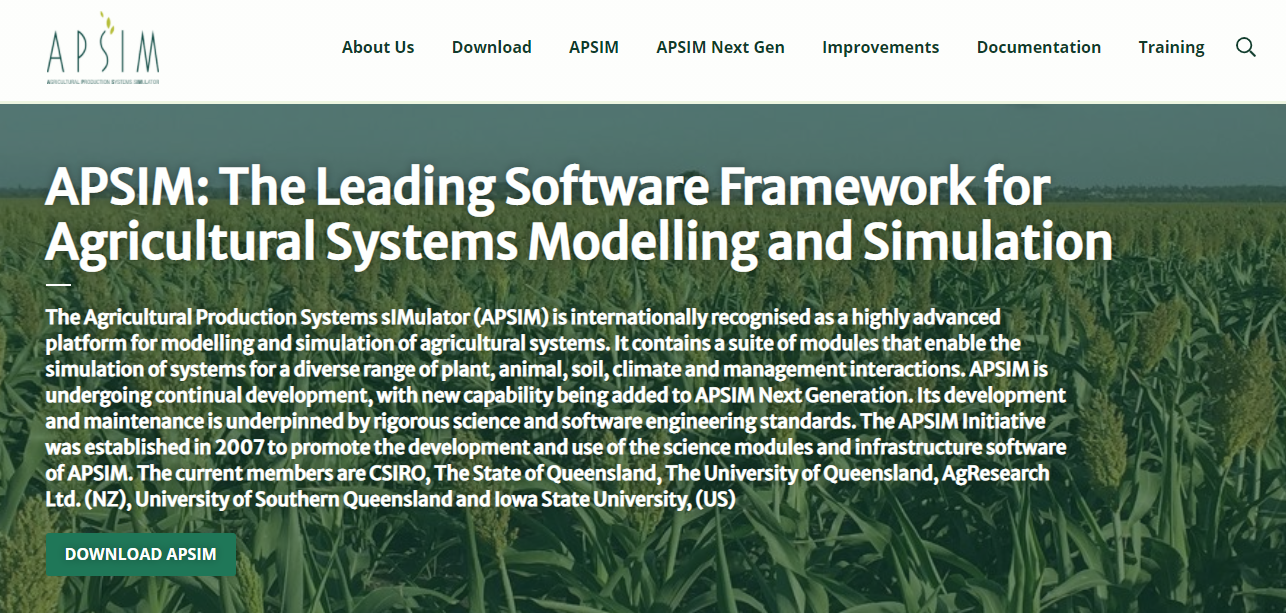 APSIM
AGRICULTURAL PRODUCTION SYSTEMS SIMULATOR
About Us
Download
APSIM
APSIM Next Gen
Improvements
Documentation
Training
APSIM: The Leading Software Framework for
Agricultural Systems Modelling and Simulation
The Agricultural Production Systems sIMulator (APSIM) is internationally recognised as a highly advanced
platform for modelling and simulation of agricultural systems. It contains a suite of modules that enable the
simulation of systems for a diverse range of plant, animal, soil, climate and management interactions. APSIM is
undergoing continual development, with new capability being added to APSIM Next Generation. Its development
and maintenance is underpinned by rigorous science and software engineering standards. The APSIM Initiative
was established in 2007 to promote the development and use of the science modules and infrastructure software
of APSIM. The current members are CSIRO, The State of Queensland, The University of Queensland, AgResearch
Ltd. (NZ), University of Southern Queensland and Iowa State University, (US)
DOWNLOAD APSIM